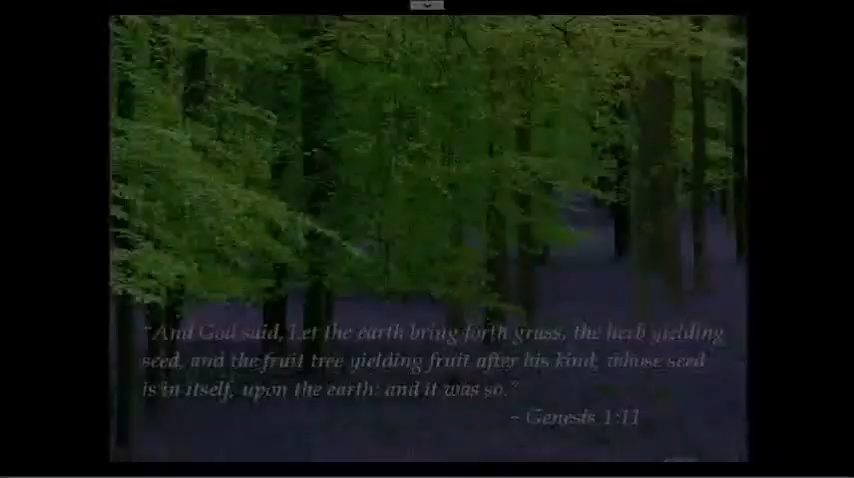 "And God said, Let the earth bring forth grass, the herb yielding
seed, and the fruit tree yielding fruit after his kind, whose seed
is in itself, upon the earth: and it was so."
- Genesis 1:11